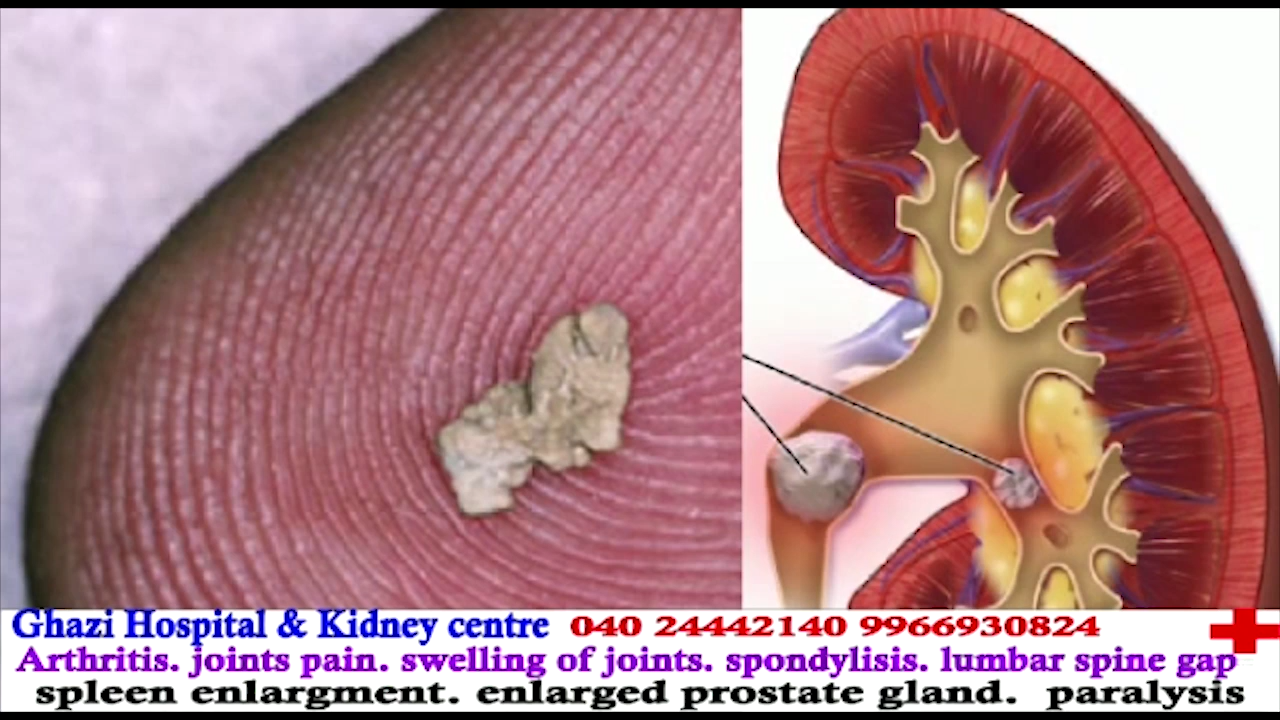 Ghazi Hospital & Kidney centre 040 24442140 9966930824
Arthritis. joints pain. swelling of joints. spondylisis. lumbar spine gap
spleen enlargment. enlarged prostate gland. paralysis